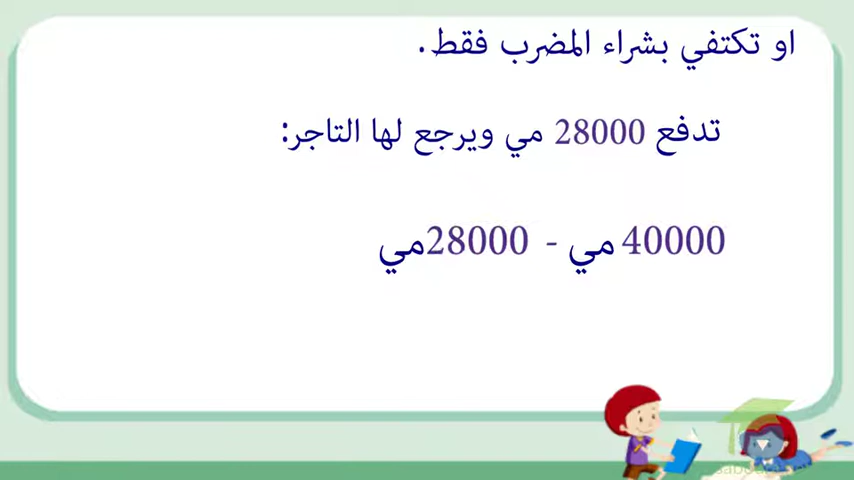 او تكتفي بشراء المضرب فقط.
تدفع 28000 مي ويرجع لها التاجر:
40000 مي - 28000مي